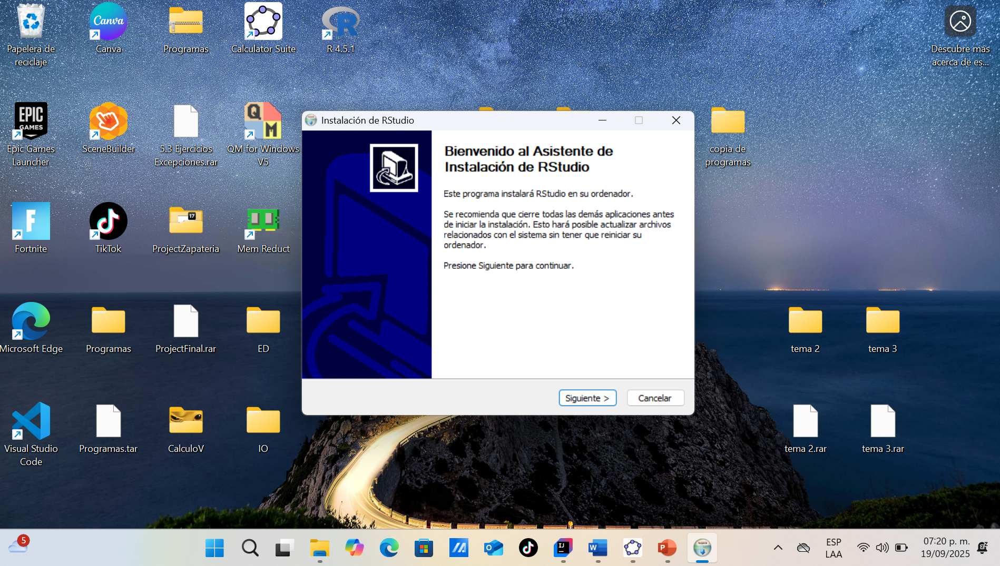 Papelera de
reciclaje
Canva
Canva
Programas
Calculator Suite
R
R 4.5.1
Descubre más
acerca de es...
EPIC
GAMES
Epic Games
Launcher
SceneBuilder
5.3 Ejercicios
Excepciones.rar
Q
M
QM for Windows
V5
copia de
programas
F
Fortnite
TikTok
17
ProjectZapateria
Mem Reduct
Microsoft Edge
Programas
ProjectFinal.rar
ED
tema 2
tema 3
Visual Studio
Code
Programas.tar
CalculoV
IO
tema 2.rar
tema 3.rar
Instalación de RStudio
Bienvenido al Asistente de
Instalación de RStudio
Este programa instalará RStudio en su ordenador.
Se recomienda que cierre todas las demás aplicaciones antes
de iniciar la instalación. Esto hará posible actualizar archivos
relacionados con el sistema sin tener que reiniciar su
ordenador.
Presione Siguiente para continuar.
Siguiente >
Cancelar
5
O
IJ
W
P
ESP
LAA
07:20 p. m.
19/09/2025